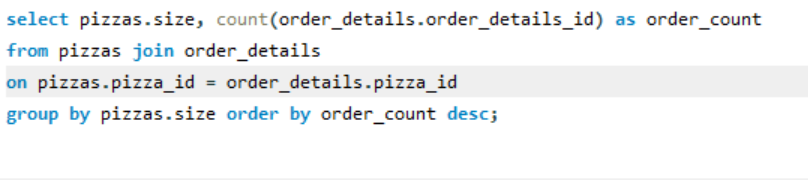 select pizzas.size, count(order_details.order_details_id) as order_count
from pizzas join order_details
on pizzas.pizza_id = order_details.pizza_id
group by pizzas.size order by order_count desc;